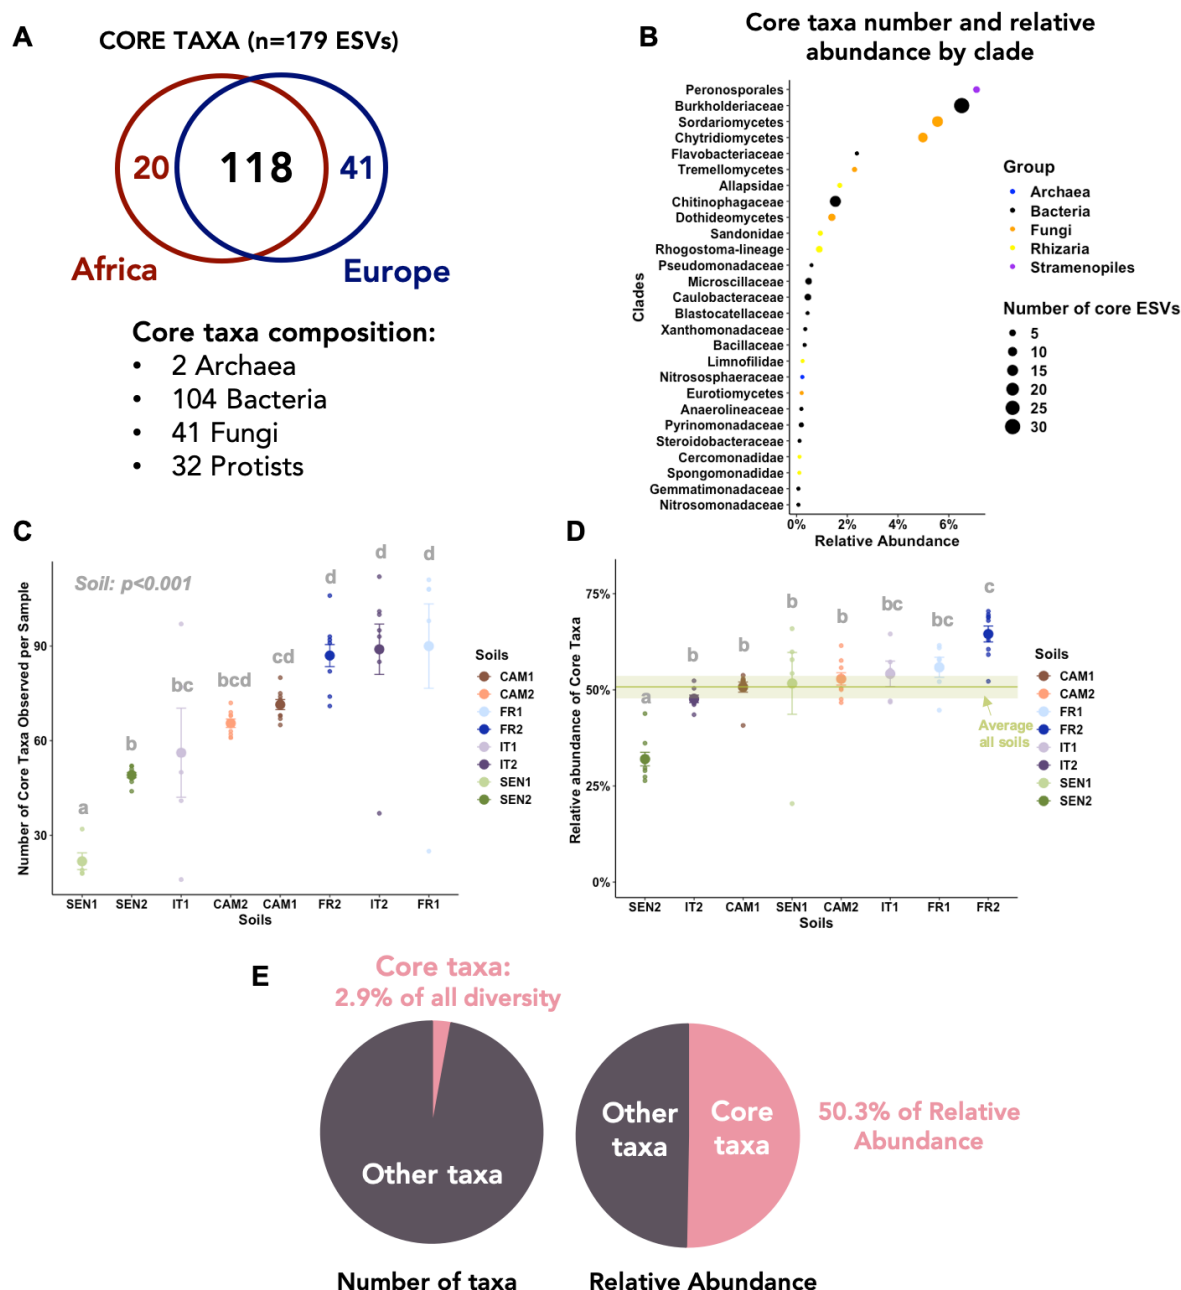 A
CORE TAXA (n=179 ESVs)
20
118
41
Africa
Europe
Core taxa composition:
• 2 Archaea
• 104 Bacteria
• 41 Fungi
• 32 Protists
B
Core taxa number and relative
abundance by clade
Clades
Peronosporales
Burkholderiaceae
Sordariomycetes
Chytridiomycetes
Flavobacteriaceae
Tremellomycetes
Allapsidae
Chitinophagaceae
Dothideomycetes
Sandonidae
Rhogostoma-lineage
Pseudomonadaceae
Microscillaceae
Caulobacteraceae
Blastocatellaceae
Xanthomonadaceae
Bacillaceae
Limnofilidae
Nitrososphaeraceae
Eurotiomycetes
Anaerolineaceae
Pyrinomonadaceae
Steroidobacteraceae
Cercomonadidae
Spongomonadidae
Gemmatimonadaceae
Nitrosomonadaceae
0% 2% 4% 6%
Relative Abundance
Group
Archaea
Bacteria
Fungi
Rhizaria
Stramenopiles
Number of core ESVs
5
10
15
20
25
30
C
Number of Core Taxa Observed per Sample
Soil: p<0.001
90
60
30
a
b
bc
bcd
cd
d
d
d
SEN1 SEN2 IT1 CAM2 CAM1 FR2 IT2 FR1
Soils
Soils
CAM1
CAM2
FR1
FR2
IT1
IT2
SEN1
SEN2
D
Relative abundance of Core Taxa
75%
50%
25%
0%
a
b
b
b
b
bc
bc
c
Average
all soils
SEN2 IT2 CAM1 SEN1 CAM2 IT1 FR1 FR2
Soils
Soils
CAM1
CAM2
FR1
FR2
IT1
IT2
SEN1
SEN2
E
Core taxa:
2.9% of all diversity
Other taxa
Number of taxa
Other
taxa
Core
taxa
50.3% of Relative
Abundance
Relative Abundance